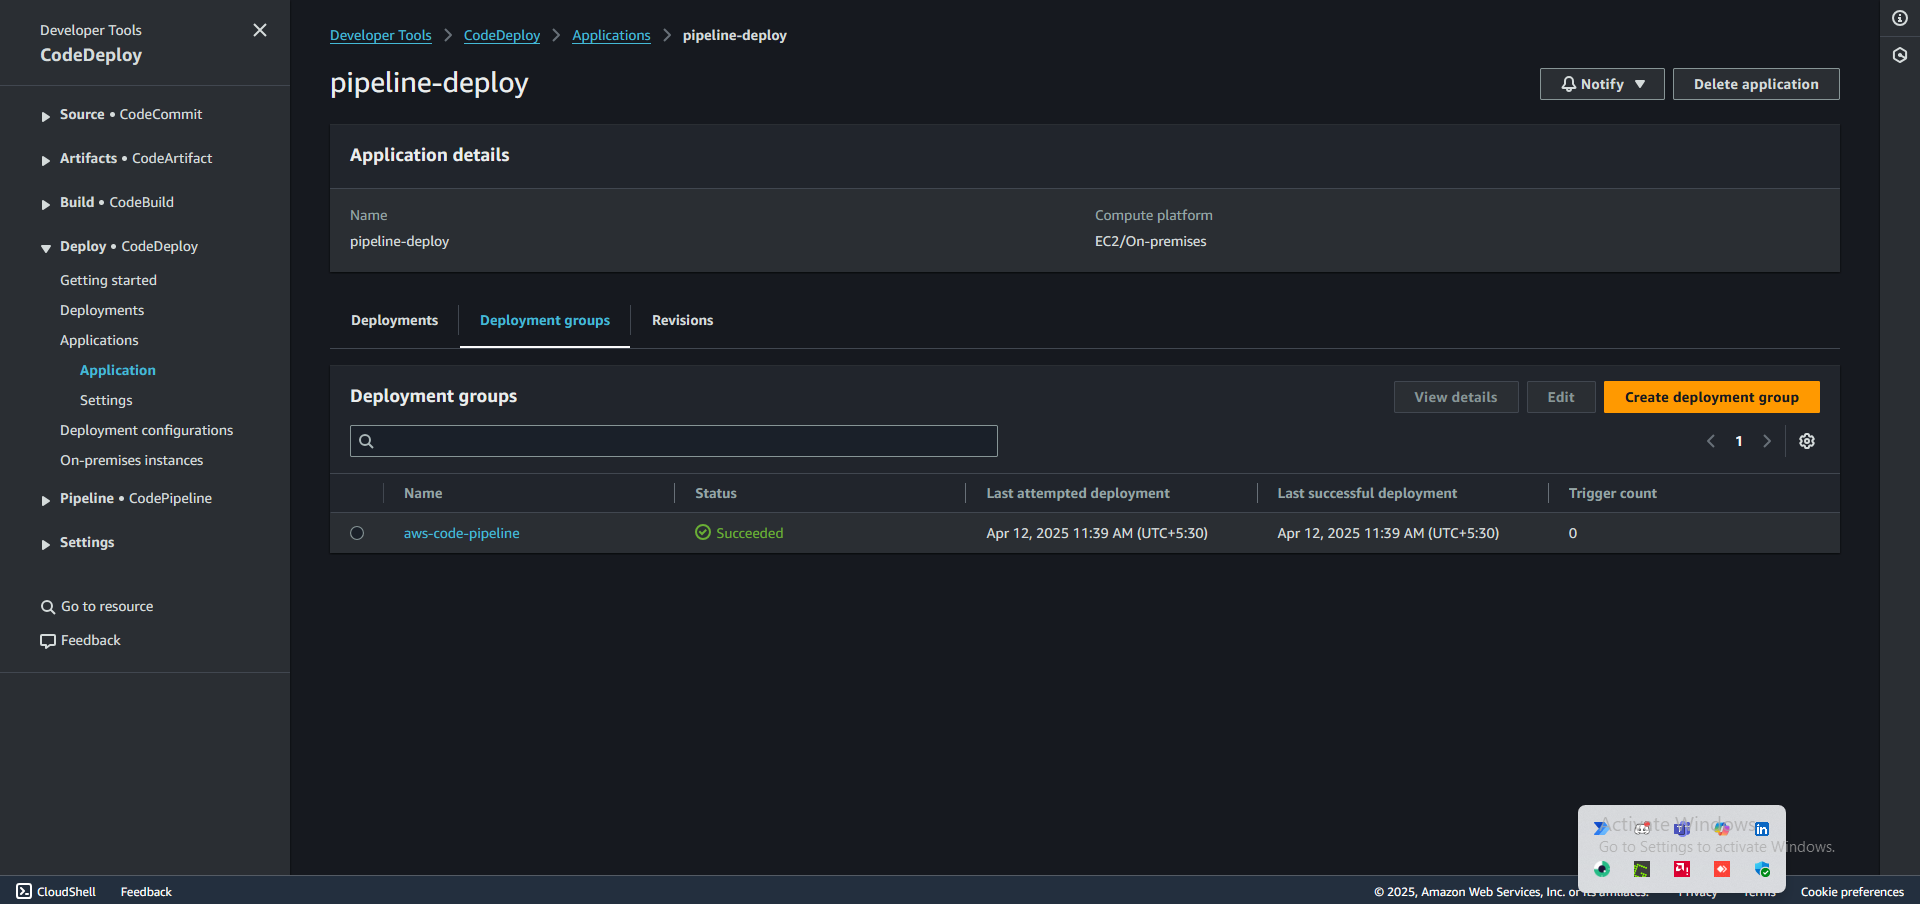 Developer Tools
CodeDeploy
Source • CodeCommit
Artifacts • CodeArtifact
Build • CodeBuild
Deploy • CodeDeploy
Getting started
Deployments
Applications
Application
Settings
Deployment configurations
On-premises instances
Pipeline • CodePipeline
Settings
Go to resource
Feedback
Developer Tools > CodeDeploy > Applications > pipeline-deploy
pipeline-deploy
Notify
Delete application
Application details
Name
pipeline-deploy
Compute platform
EC2/On-premises
Deployments
Deployment groups
Revisions
Deployment groups
View details
Edit
Create deployment group
1
Name Status Last attempted deployment Last successful deployment Trigger count
aws-code-pipeline Succeeded Apr 12, 2025 11:39 AM (UTC+5:30) Apr 12, 2025 11:39 AM (UTC+5:30) 0
Activate Windows
Go to Settings to activate Windows.
CloudShell
Feedback
© 2025, Amazon Web Services, Inc. or its affiliates.
Privacy
Terms
Cookie preferences